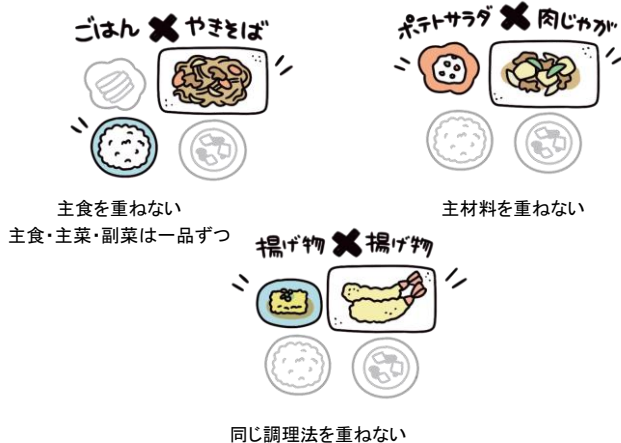 ごはん✖やきそば
ポテトサラダ✖肉じゃが
主食を重ねない
主食・主菜・副菜は一品ずつ
主材料を重ねない
揚げ物✖揚げ物
同じ調理法を重ねない